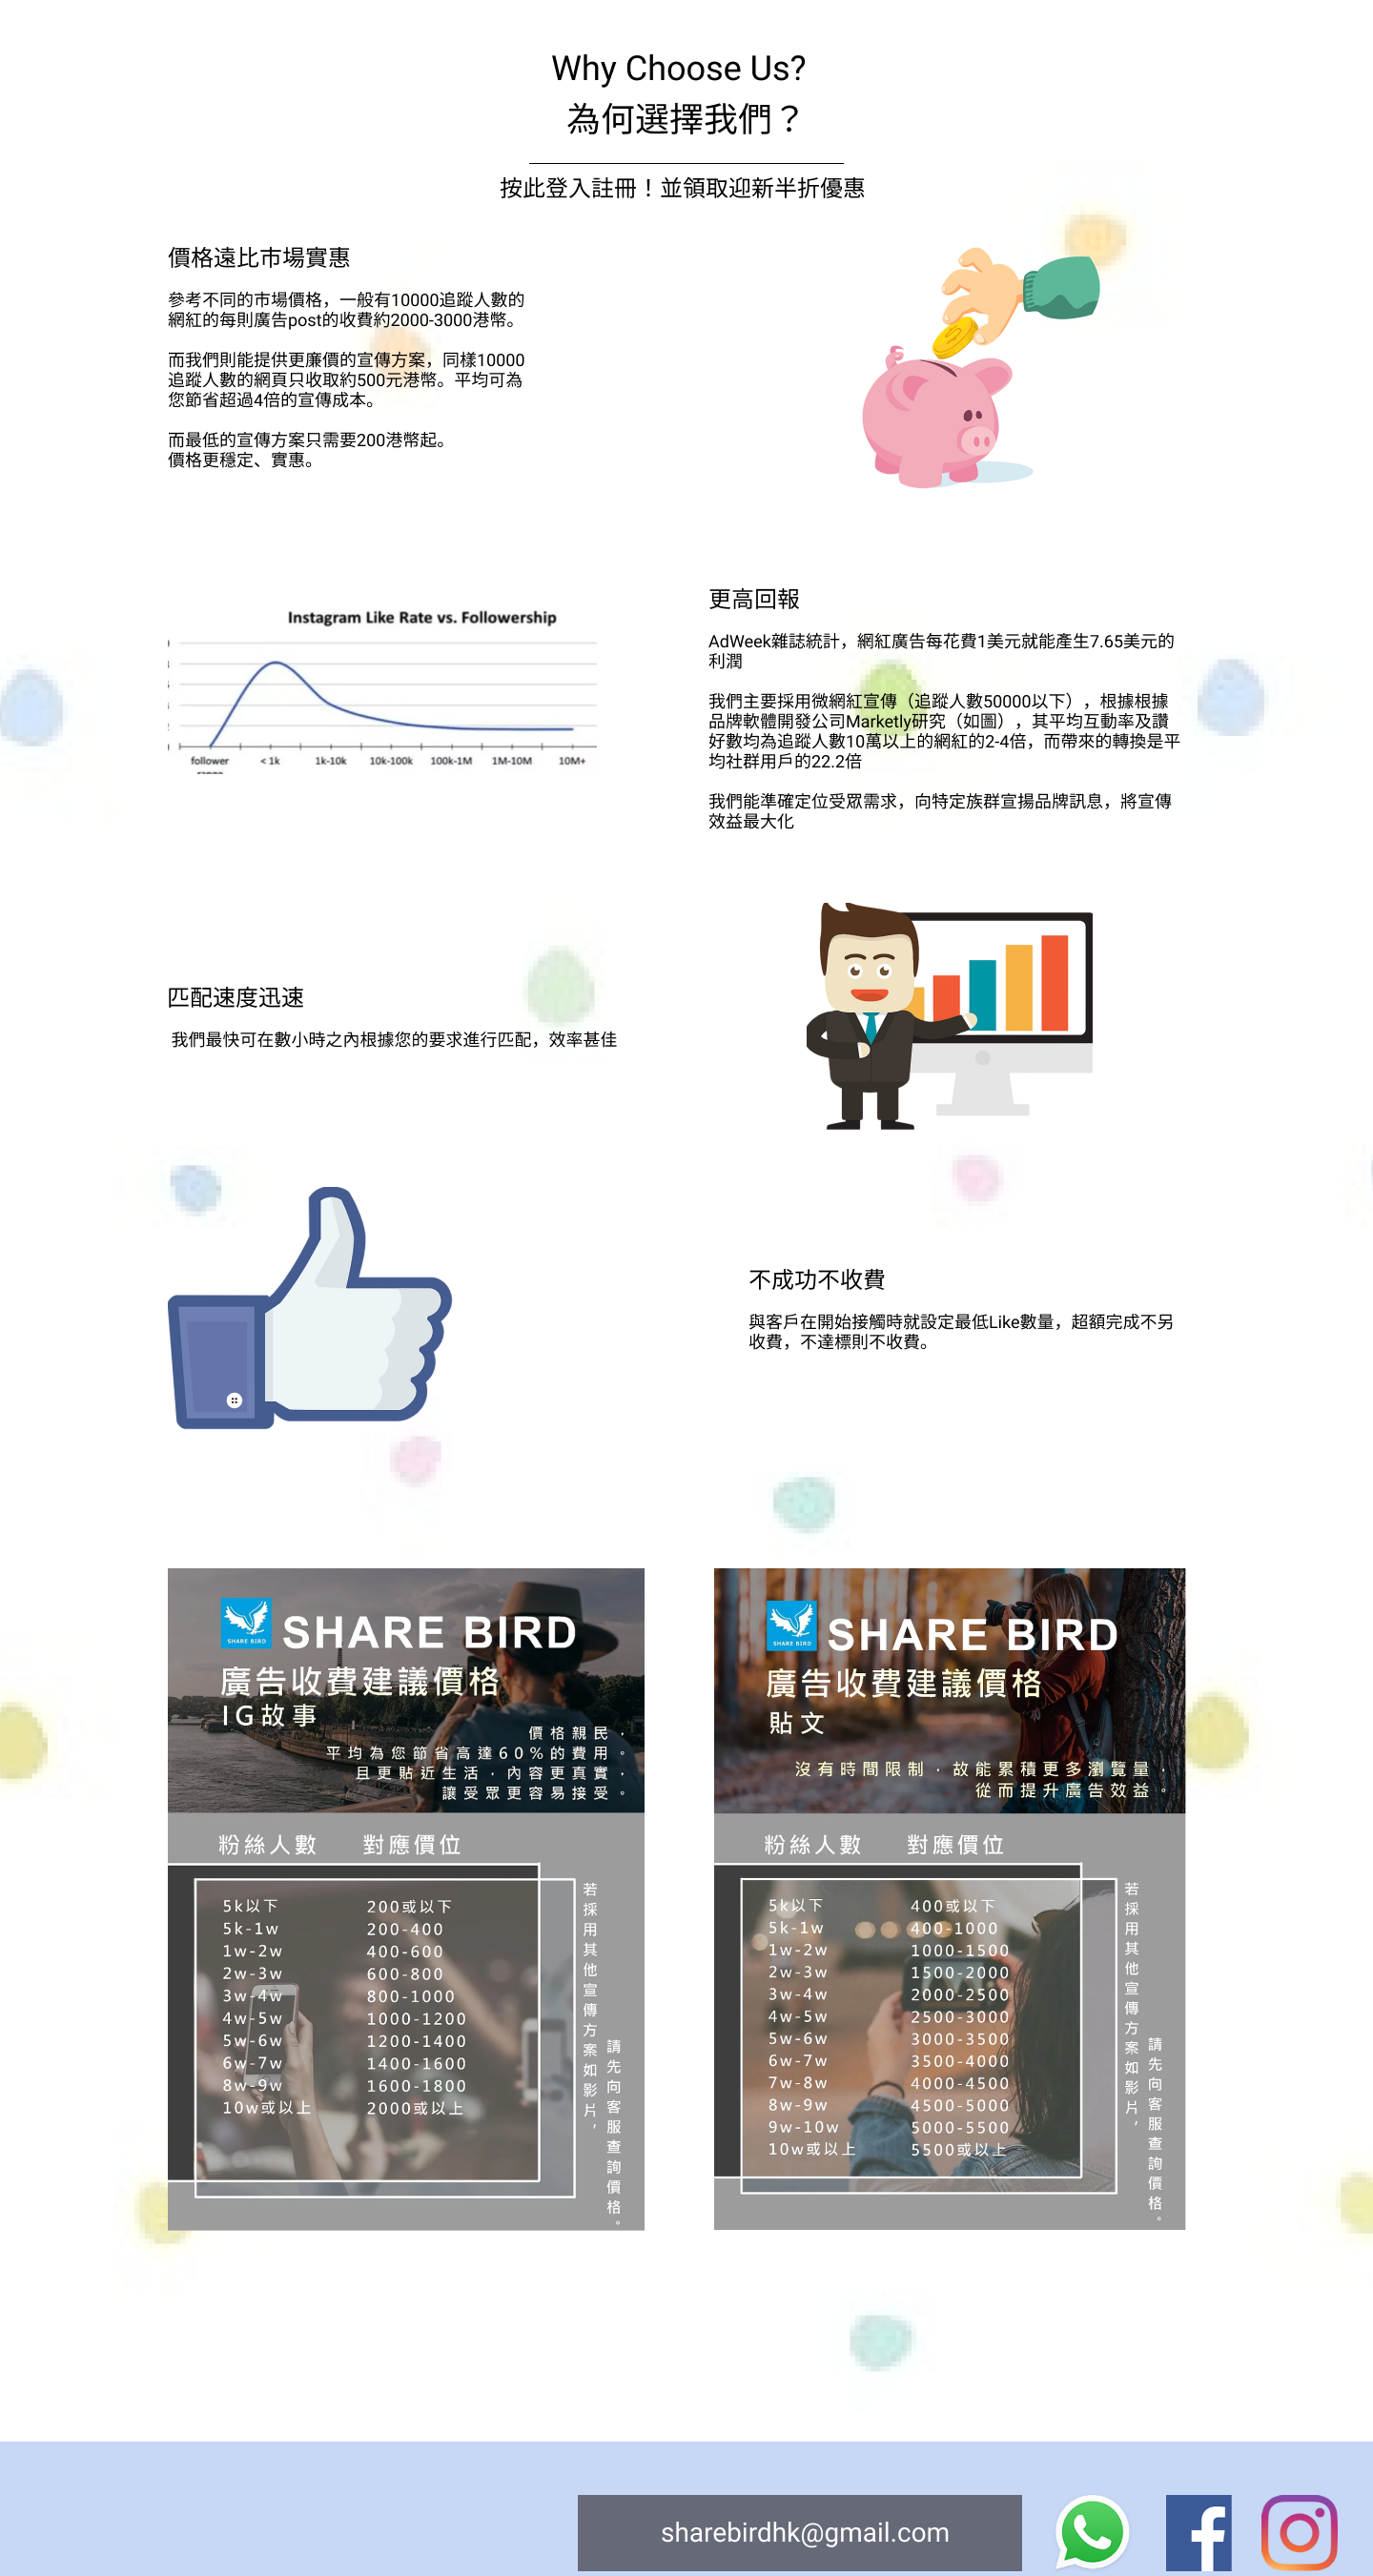 Why Choose Us?
為何選擇我們？
按此登入註冊！並領取迎新半折優惠
價格遠比市場實惠
參考不同的市場價格，一般有10000追蹤人數的
網紅的每則廣告post的收費約2000-3000港幣。
而我們則能提供更廉價的宣傳方案，同樣10000
追蹤人數的網頁只收取約500元港幣。平均可為
您節省超過4倍的宣傳成本。
而最低的宣傳方案只需要200港幣起。
價格更穩定、實惠。
Instagram Like Rate vs. Followership
follower < 1k 1k-10k 10k-100k 100k-1M 1M-10M 10M+
更高回報
AdWeek雜誌統計，網紅廣告每花費1美元就能產生7.65美元的
利潤
我們主要採用微網紅宣傳（追蹤人數50000以下），根據根據
品牌軟體開發公司Marketly研究（如圖），其平均互動率及讚
好數均為追蹤人數10萬以上的網紅的2-4倍，而帶來的轉換是平
均社群用戶的22.2倍
我們能準確定位受眾需求，向特定族群宣揚品牌訊息，將宣傳
效益最大化
匹配速度迅速
我們最快可在數小時之內根據您的要求進行匹配，效率甚佳
不成功不收費
與客戶在開始接觸時就設定最低Like數量，超額完成不另
收費，不達標則不收費。
SHARE BIRD
SHARE BIRD
廣告收費建議價格
IG故事
價格親民，
平均為您節省高達60%的費用。
且更貼近生活，內容更真實，
讓受眾更容易接受。
粉絲人數 對應價位
5k以下 200或以下
5k-1w 200-400
1w-2w 400-600
2w-3w 600-800
3w-4w 800-1000
4w-5w 1000-1200
5w-6w 1200-1400
6w-7w 1400-1600
8w-9w 1600-1800
10w或以上 2000或以上
若採用其他宣傳方案如影片，
請先向客服查詢價格。
SHARE BIRD
SHARE BIRD
廣告收費建議價格
貼文
沒有時間限制，故能累積更多瀏覽量，
從而提升廣告效益。
粉絲人數 對應價位
5k以下 400或以下
5k-1w 400-1000
1w-2w 1000-1500
2w-3w 1500-2000
3w-4w 2000-2500
4w-5w 2500-3000
5w-6w 3000-3500
6w-7w 3500-4000
7w-8w 4000-4500
8w-9w 4500-5000
9w-10w 5000-5500
10w或以上 5500或以上
若採用其他宣傳方案如影片，
請先向客服查詢價格。
sharebirdhk@gmail.com